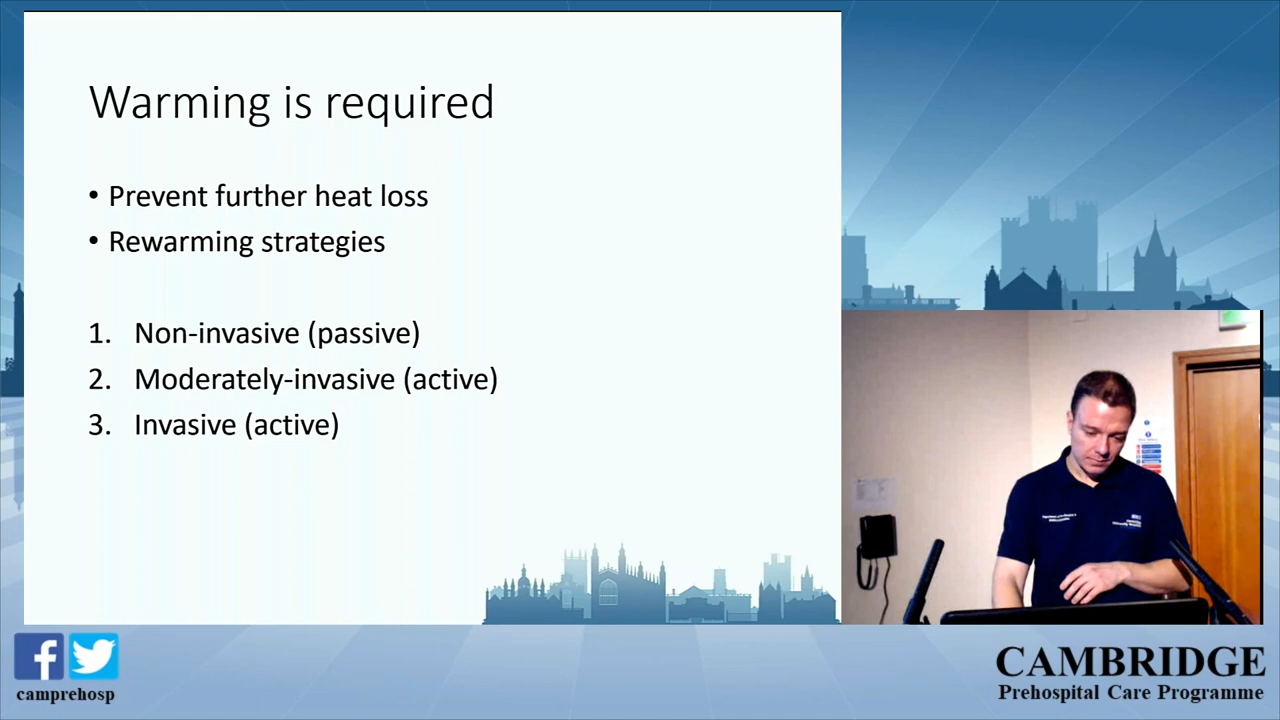 Warming is required
• Prevent further heat loss
• Rewarming strategies
1. Non-invasive (passive)
2. Moderately-invasive (active)
3. Invasive (active)
camprehosp
CAMBRIDGE
Prehospital Care Programme